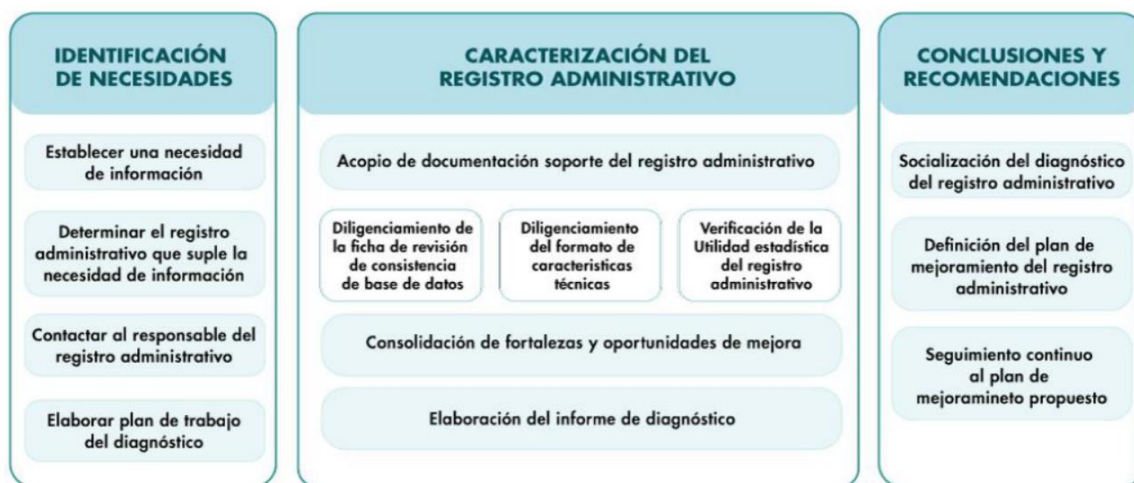 IDENTIFICACIÓN
DE NECESIDADES
Establecer una necesidad
de información
Determinar el registro
administrativo que suple la
necesidad de información
Contactar al responsable del
registro administrativo
Elaborar plan de trabajo
del diagnóstico
CARACTERIZACIÓN DEL
REGISTRO ADMINISTRATIVO
Acopio de documentación soporte del registro administrativo
Diligenciamiento de
la ficha de revisión
de consistencia
de base de datos
Diligenciamiento
del formato de
caracteristicas
técnicas
Verificación de la
Utilidad estadística
del registro
administrativo
Consolidación de fortalezas y oportunidades de mejora
Elaboración del informe de diagnóstico
CONCLUSIONES Y
RECOMENDACIONES
Socialización del diagnóstico
del registro administrativo
Definición del plan de
mejoramiento del registro
administrativo
Seguimiento continuo
al plan de
mejoramineto propuesto